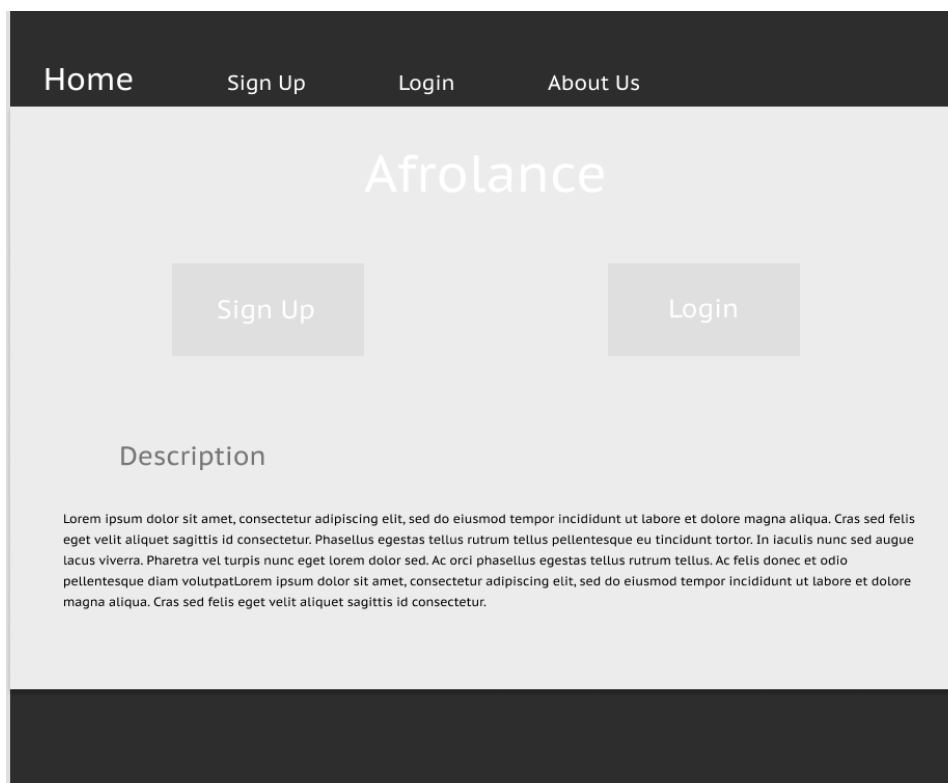 Home Sign Up Login About Us
Afrolance
Sign Up Login
Description
Lorem ipsum dolor sit amet, consectetur adipiscing elit, sed do eiusmod tempor incididunt ut labore et dolore magna aliqua. Cras sed felis
eget velit aliquet sagittis id consectetur. Phasellus egestas tellus rutrum tellus pellentesque eu tincidunt tortor. In iaculis nunc sed augue
lacus viverra. Pharetra vel turpis nunc eget lorem dolor sed. Ac orci phasellus egestas tellus rutrum tellus. Ac felis donec et odio
pellentesque diam volutpatLorem ipsum dolor sit amet, consectetur adipiscing elit, sed do eiusmod tempor incididunt ut labore et dolore
magna aliqua. Cras sed felis eget velit aliquet sagittis id consectetur.